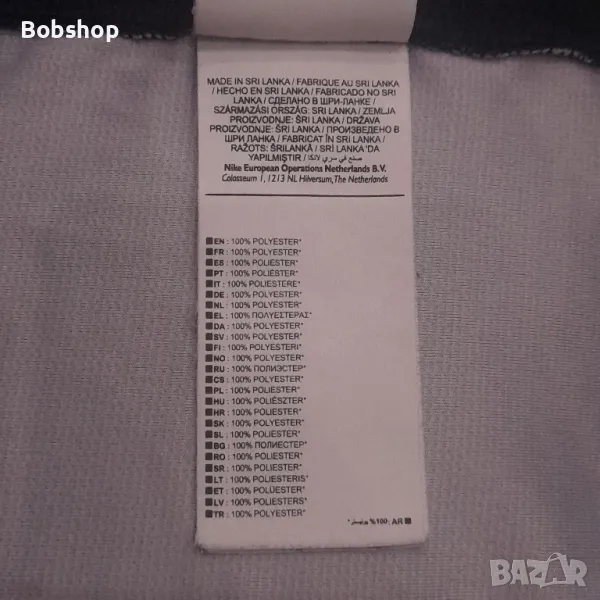 Bobshop
MADE IN SRI LANKA / FABRIQUE AU SRI LANKA
/ HECHO EN SRI LANKA / FABRICADO NO SRI
LANKA / СДЕЛАНО В ШРИ-ЛАНКЕ /
SZÁRMAZÁSI ORSZÁG: SRI LANKA / ZEMLJA
PROIZVODNJE: ŠRI LANKA / DRŽAVA
PROIZVODNJE: ŠRI LANKA / ПРОИЗВЕДЕНО В
ШРИ ЛАНКА / FABRICAT ÎN SRI LANKA /
RAŽOTS: ŠRILANKĀ / SRI LANKA'DA
YAPILMIŞTIR / صنع في سري لانكا
Nike European Operations Netherlands B.V.
Colosseum 1, 1213 NL Hilversum, The Netherlands
EN : 100% POLYESTER*
FR : 100% POLYESTER*
ES : 100% POLIÉSTER*
PT : 100% POLIÉSTER*
IT : 100% POLIESTERE*
DE : 100% POLYESTER*
NL : 100% POLYESTER*
EL : 100% ΠΟΛΥΕΣΤΕΡΑΣ*
DA : 100% POLYESTER*
SV : 100% POLYESTER*
FI : 100% POLYESTERI*
NO : 100% POLYESTER*
RU : 100% ПОЛИЭСТЕР*
CS : 100% POLYESTER*
PL : 100% POLIESTER*
HU : 100% POLIÉSZTER*
HR : 100% POLIESTER*
SK : 100% POLYESTER*
SL : 100% POLIESTER*
BG : 100% ПОЛИЕСТЕР*
RO : 100% POLIESTER*
SR : 100% POLIESTER*
LT : 100% POLIESTERIS*
ET : 100% POLÜESTER*
LV : 100% POLIESTERS*
TR : 100% POLYESTER*
AR : 100% بوليستر*
BAZAR